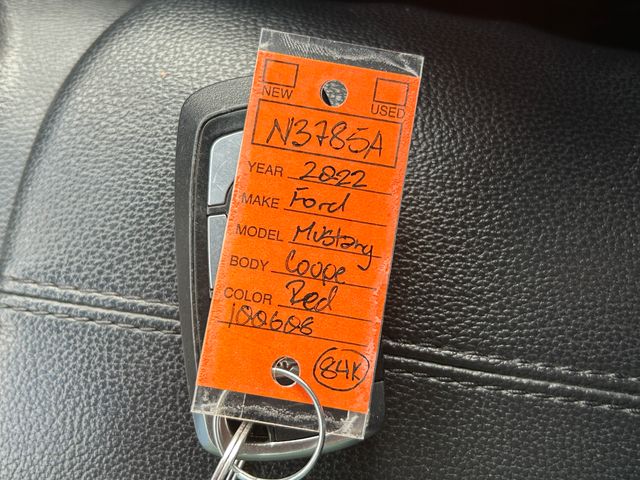 NEW USED
N3785A
YEAR 2022
MAKE Ford
MODEL Mustang
BODY Coupe
COLOR Red
100608
84K